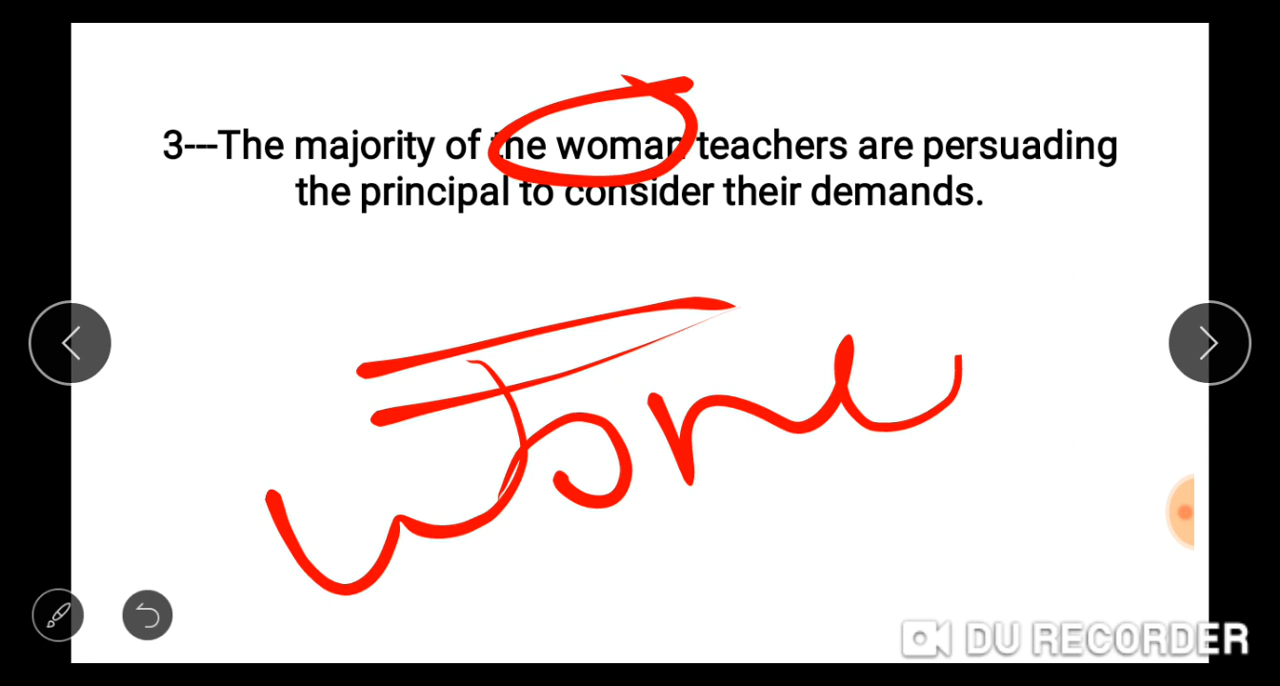 3---The majority of the woman teachers are persuading
the principal to consider their demands.
DU RECORDER